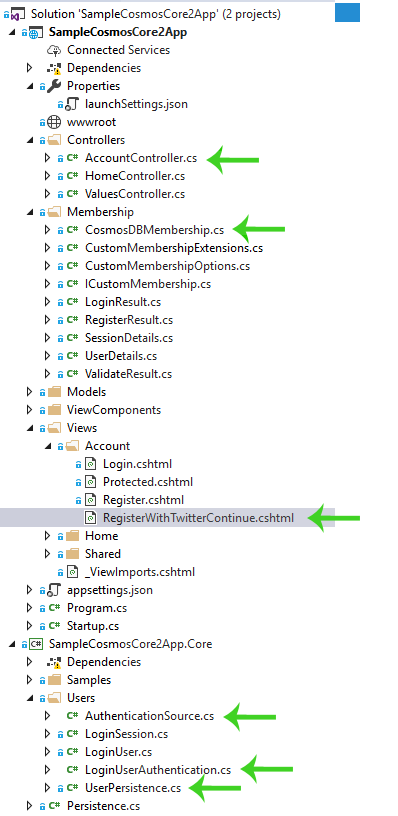 Solution 'SampleCosmosCore2App' (2 projects)
SampleCosmosCore2App
Connected Services
Dependencies
Properties
launchSettings.json
wwwroot
Controllers
C# AccountController.cs
C# HomeController.cs
C# ValuesController.cs
Membership
C# CosmosDBMembership.cs
C# CustomMembershipExtensions.cs
C# CustomMembershipOptions.cs
C# ICustomMembership.cs
C# LoginResult.cs
C# RegisterResult.cs
C# SessionDetails.cs
C# UserDetails.cs
C# ValidateResult.cs
Models
ViewComponents
Views
Account
Login.cshtml
Protected.cshtml
Register.cshtml
RegisterWithTwitterContinue.cshtml
Home
Shared
_ViewImports.cshtml
appsettings.json
C# Program.cs
C# Startup.cs
C# SampleCosmosCore2App.Core
Dependencies
Samples
Users
C# AuthenticationSource.cs
C# LoginSession.cs
C# LoginUser.cs
C# LoginUserAuthentication.cs
C# UserPersistence.cs
C# Persistence.cs